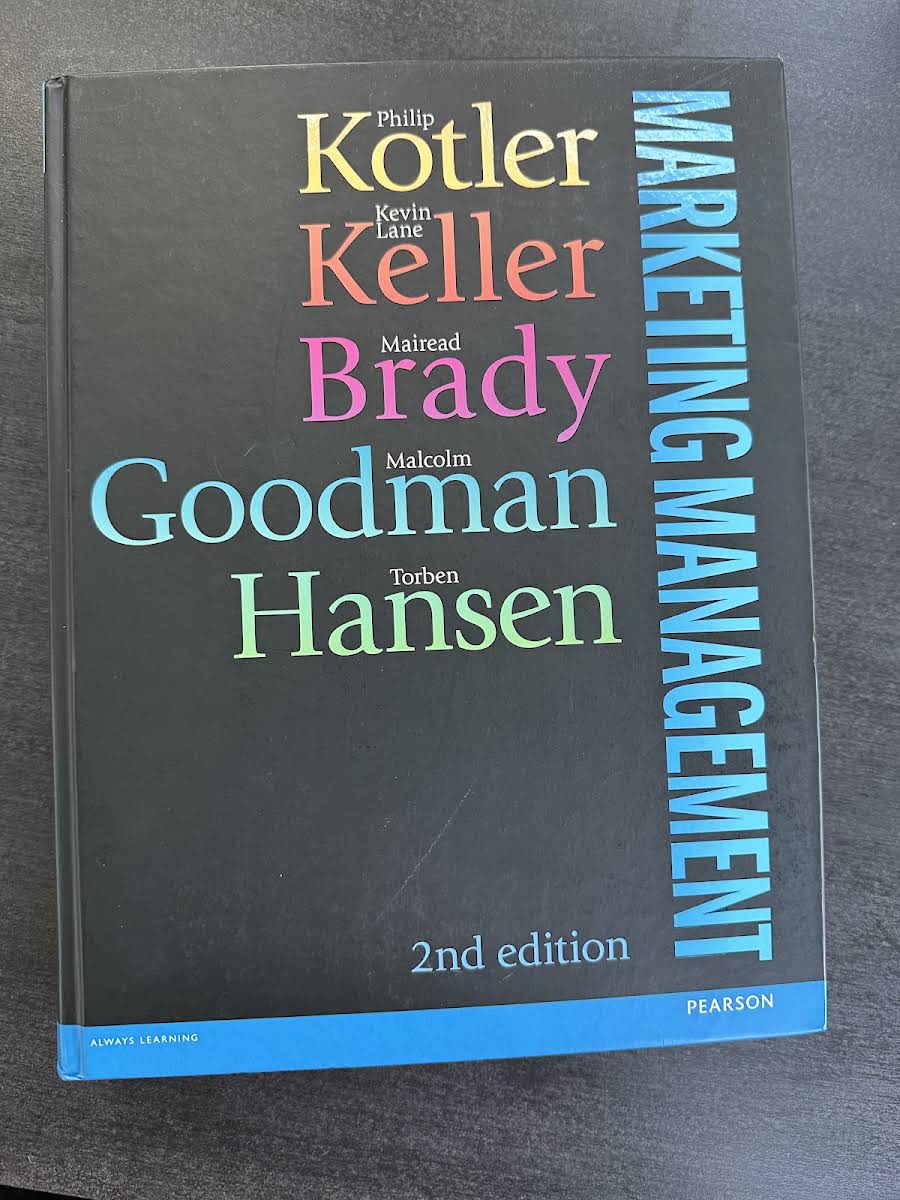 Philip
Kotler
Kevin
Lane
Keller
Mairead
Brady
Malcolm
Goodman
Torben
Hansen
MARKETING MANAGEMENT
2nd edition
ALWAYS LEARNING
PEARSON